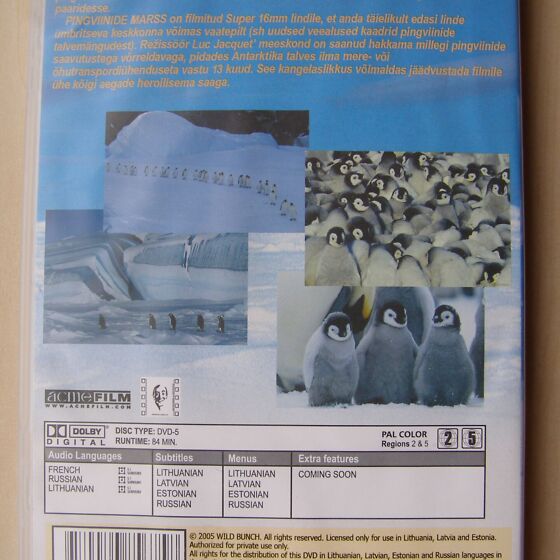 paaridesse.
PINGVIINIDE MARSS on filmitud Super 16mm lindile, et anda täielikult edasi linde
umbritseva keskkonna võimas vaatepilt (sh uudsed veealused kaadrid pingviinide
talvemängudest). Režissöör Luc Jacquet' meeskond on saanud hakkama millegi pingviinide
saavutustega võrreldavaga, pidades Antarktika talves ilma mere- või
õhutranspordiühenduseta vastu 13 kuud. See kangelaslikkus võimaldas jäädvustada filmile
ühe kõigi aegade heroilisema saaga.
acme FILM
WWW.ACMEFILM.COM
DOLBY
DIGITAL
DISC TYPE: DVD-5
RUNTIME: 84 MIN.
PAL COLOR
Regions 2 & 5
2 5
Audio Languages
Subtitles
Menus
Extra features
FRENCH
RUSSIAN
LITHUANIAN
LITHUANIAN
LATVIAN
ESTONIAN
RUSSIAN
LITHUANIAN
LATVIAN
ESTONIAN
RUSSIAN
COMING SOON
© 2005 WILD BUNCH. All rights reserved. Licensed only for use in Lithuania, Latvia and Estonia.
Authorized for private use only.
All rights for the distribution of this DVD in Lithuanian, Latvian, Estonian and Russian languages in